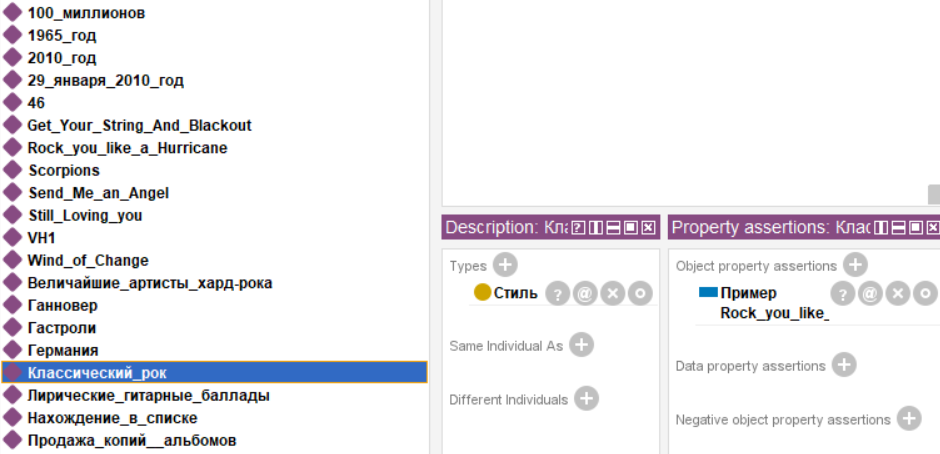 100_миллионов
1965_год
2010_год
29_января_2010_год
46
Get_Your_String_And_Blackout
Rock_you_like_a_Hurricane
Scorpions
Send_Me_an_Angel
Still_Loving_you
VH1
Wind_of_Change
Величайшие_артисты_хард-рока
Ганновер
Гастроли
Германия
Классический_рок
Лирические_гитарные_баллады
Нахождение_в_списке
Продажа_копий__альбомов
Description: Кла
Types
Стиль
Same Individual As
Different Individuals
Property assertions: Клас
Object property assertions
Пример
Rock_you_like_
Data property assertions
Negative object property assertions